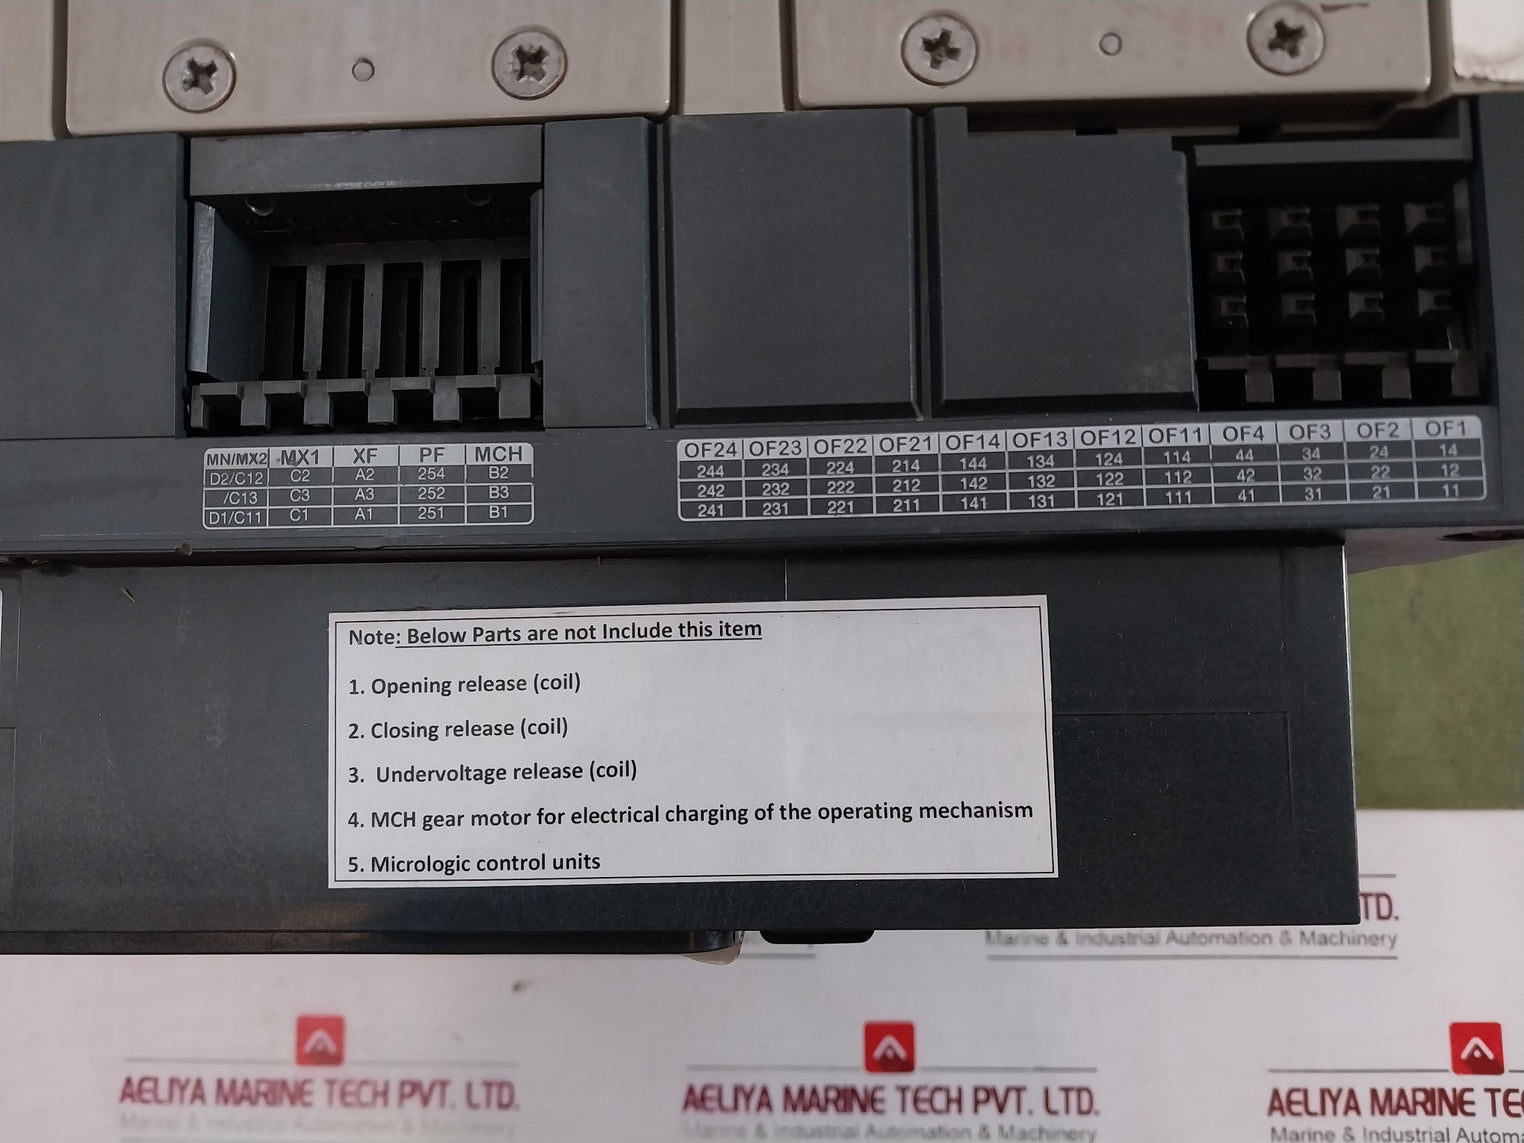 MN/MX2 MX1 XF PF MCH
D2/C12 C2 A2 254 B2
/C13 C3 A3 252 B3
D1/C11 C1 A1 251 B1
OF24 OF23 OF22 OF21 OF14 OF13 OF12 OF11 OF4 OF3 OF2 OF1
244 234 224 214 144 134 124 114 44 34 24 14
242 232 222 212 142 132 122 112 42 32 22 12
241 231 221 211 141 131 121 111 41 31 21 11
Note: Below Parts are not Include this item
1. Opening release (coil)
2. Closing release (coil)
3. Undervoltage release (coil)
4. MCH gear motor for electrical charging of the operating mechanism
5. Micrologic control units
TD.
Marine & Industrial Automation & Machinery
AELIYA MARINE TECH PVT. LTD.
Marine & Industrial Automation & Machinery
AELIYA MARINE TECH PVT. LTD.
Marine & Industrial Automation & Machinery
AELIYA MARINE TE
Marine & Industrial Autom